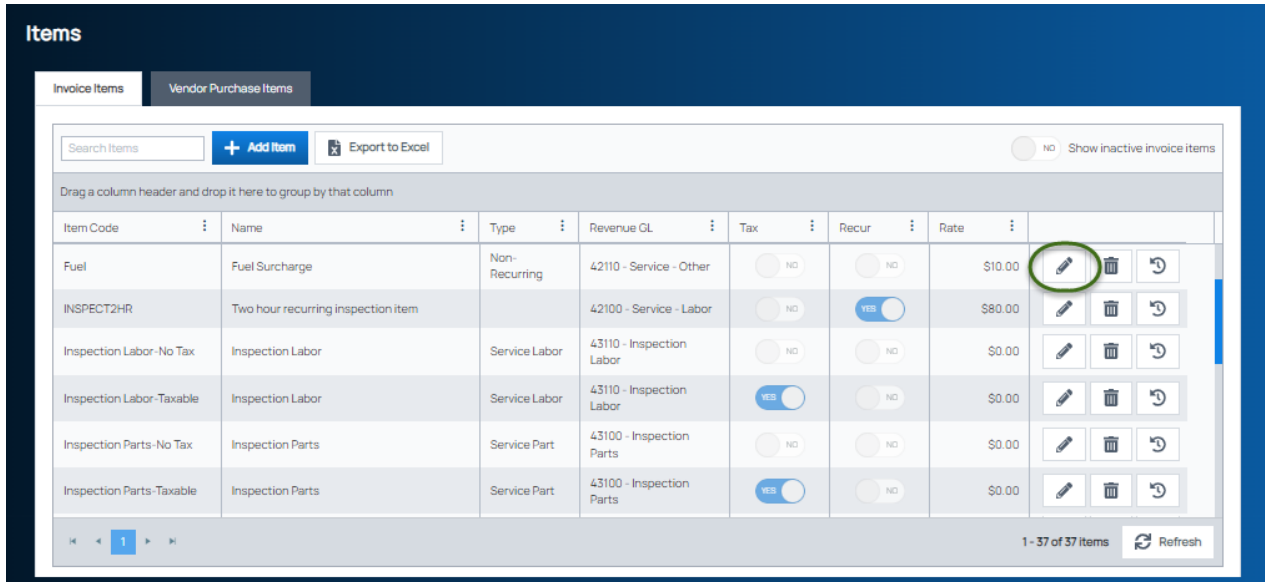 Items
Invoice Items Vendor Purchase Items
Search Items Add Item Export to Excel NO Show inactive invoice items
Drag a column header and drop it here to group by that column
Item Code Name Type Revenue GL Tax Recur Rate
Fuel Fuel Surcharge Non-Recurring 42110 - Service - Other NO NO $10.00
INSPECT2HR Two hour recurring inspection item 42100 - Service - Labor NO YES $80.00
Inspection Labor-No Tax Inspection Labor Service Labor 43110 - Inspection Labor NO NO $0.00
Inspection Labor-Taxable Inspection Labor Service Labor 43110 - Inspection Labor YES NO $0.00
Inspection Parts-No Tax Inspection Parts Service Part 43100 - Inspection Parts NO NO $0.00
Inspection Parts-Taxable Inspection Parts Service Part 43100 - Inspection Parts YES NO $0.00
1 1 - 37 of 37 items Refresh